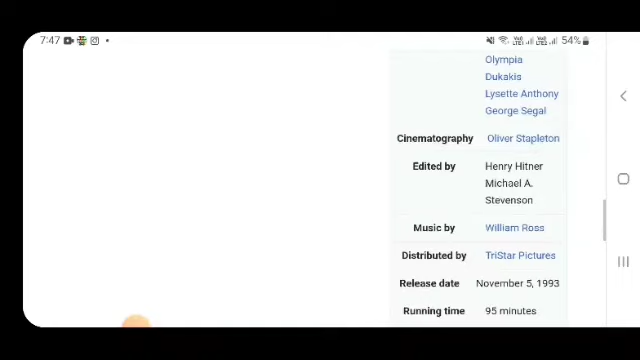 7:47
54%
Olympia
Dukakis
Lysette Anthony
George Segal
Cinematography Oliver Stapleton
Edited by Henry Hitner
Michael A.
Stevenson
Music by William Ross
Distributed by TriStar Pictures
Release date November 5, 1993
Running time 95 minutes